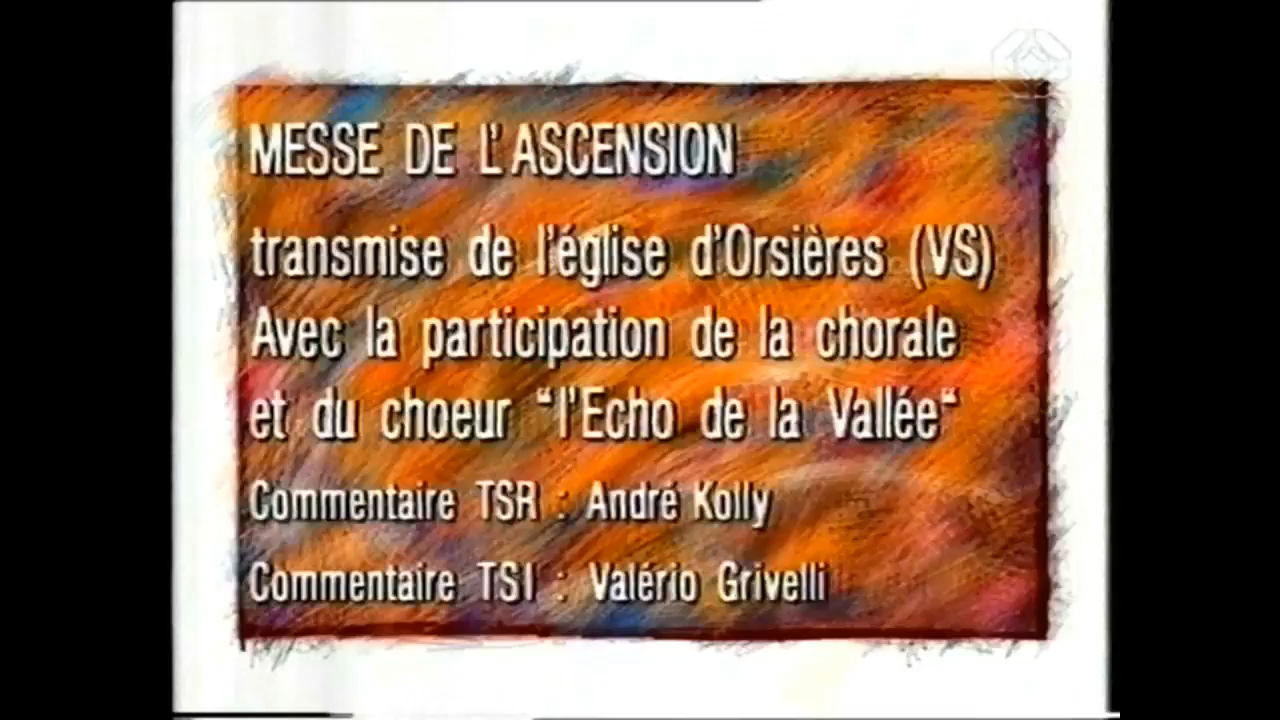 MESSE DE L'ASCENSION
transmise de l'église d'Orsières (VS)
Avec la participation de la chorale
et du choeur "l'Echo de la Vallée"
Commentaire TSR : André Kolly
Commentaire TSI : Valério Grivelli